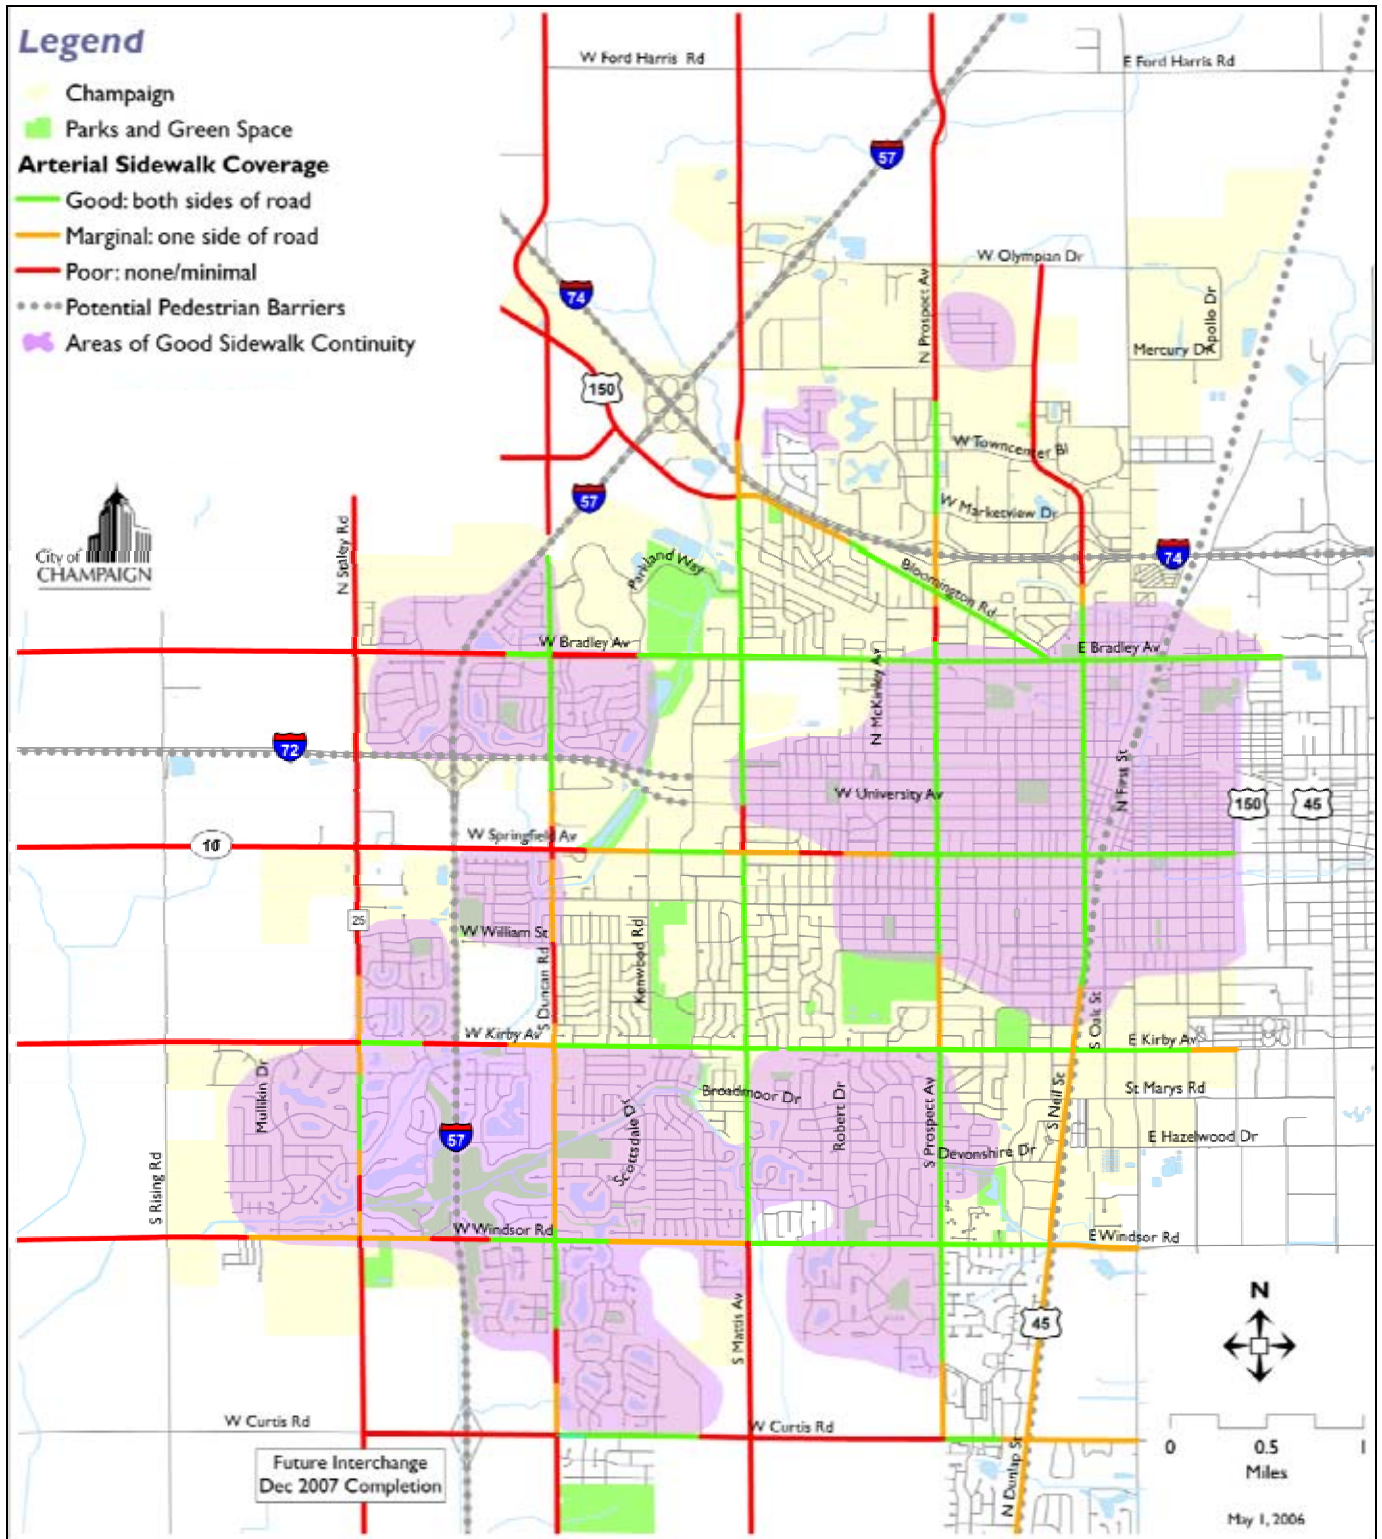 Legend
Champaign
Parks and Green Space
Arterial Sidewalk Coverage
Good: both sides of road
Marginal: one side of road
Poor: none/minimal
Potential Pedestrian Barriers
Areas of Good Sidewalk Continuity
City of
CHAMPAIGN
W Ford Harris Rd
E Ford Harris Rd
57
W Olympian Dr
74
N Prospect Av
Apollo Dr
Mercury Dr
150
W Towncenter Bl
57
W Marketview Dr
N Staley Rd
74
Parkland Way
Bloomington Rd
W Bradley Av
E Bradley Av
N McKinley Av
72
N First St
W University Av
150
45
W Springfield Av
10
25
W William St
Kenwood Rd
S Duncan Rd
S Oak St
W Kirby Av
E Kirby Av
Mullikin Dr
Broadmoor Dr
Robert Dr
S Prospect Av
S Neil St
St Marys Rd
57
Scottsdale Dr
Devonshire Dr
E Hazelwood Dr
S Rising Rd
W Windsor Rd
E Windsor Rd
N
S Mattis Av
45
W Curtis Rd
W Curtis Rd
N Dunlap St
Future Interchange
Dec 2007 Completion
0 0.5 1
Miles
May 1, 2006